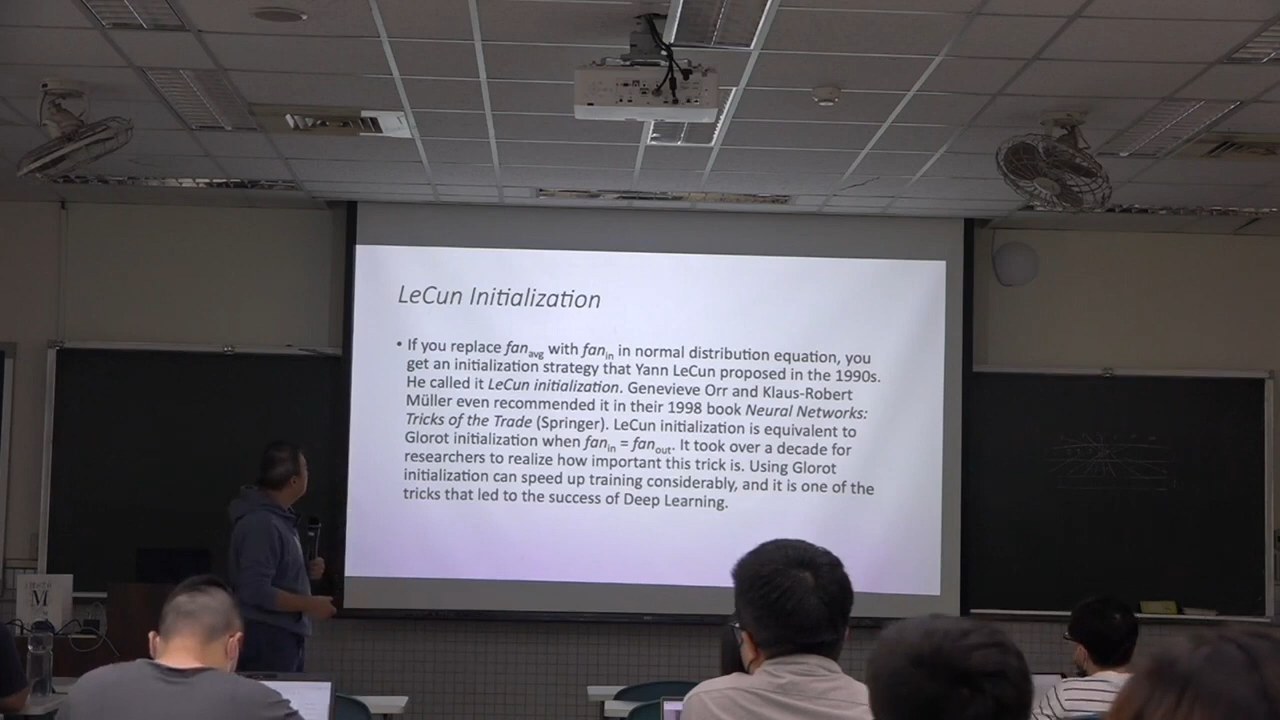 LeCun Initialization
• If you replace fanavg with fanin in normal distribution equation, you
get an initialization strategy that Yann LeCun proposed in the 1990s.
He called it LeCun initialization. Genevieve Orr and Klaus-Robert
Müller even recommended it in their 1998 book Neural Networks:
Tricks of the Trade (Springer). LeCun initialization is equivalent to
Glorot initialization when fanin = fanout. It took over a decade for
researchers to realize how important this trick is. Using Glorot
initialization can speed up training considerably, and it is one of the
tricks that led to the success of Deep Learning.
M